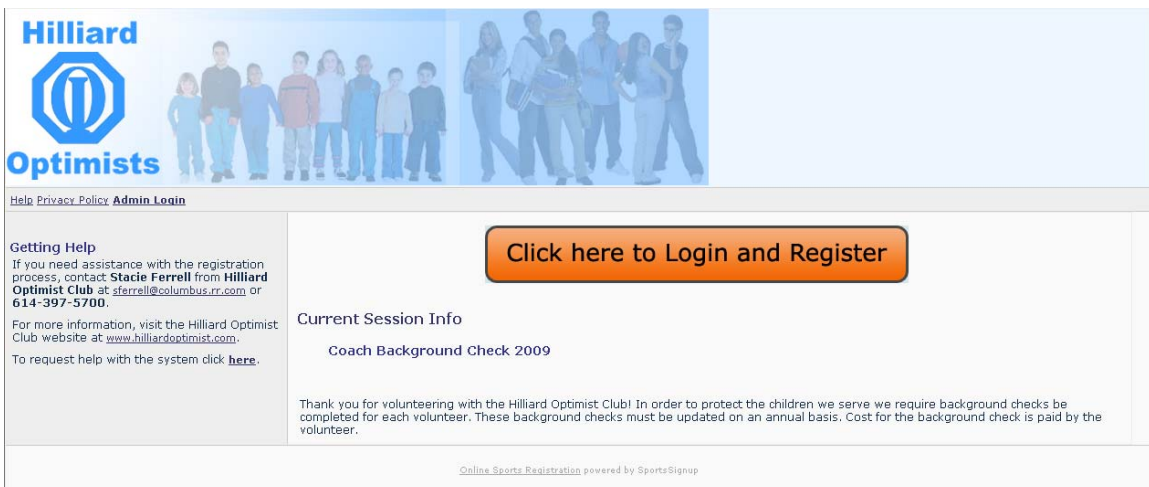 Hilliard
Optimists
Help Privacy Policy Admin Login
Getting Help
If you need assistance with the registration
process, contact Stacie Ferrell from Hilliard
Optimist Club at sferrell@columbus.rr.com or
614-397-5700.
For more information, visit the Hilliard Optimist
Club website at www.hilliardoptimist.com.
To request help with the system click here.
Click here to Login and Register
Current Session Info
Coach Background Check 2009
Thank you for volunteering with the Hilliard Optimist Club! In order to protect the children we serve we require background checks be
completed for each volunteer. These background checks must be updated on an annual basis. Cost for the background check is paid by the
volunteer.
Online Sports Registration powered by SportsSignup